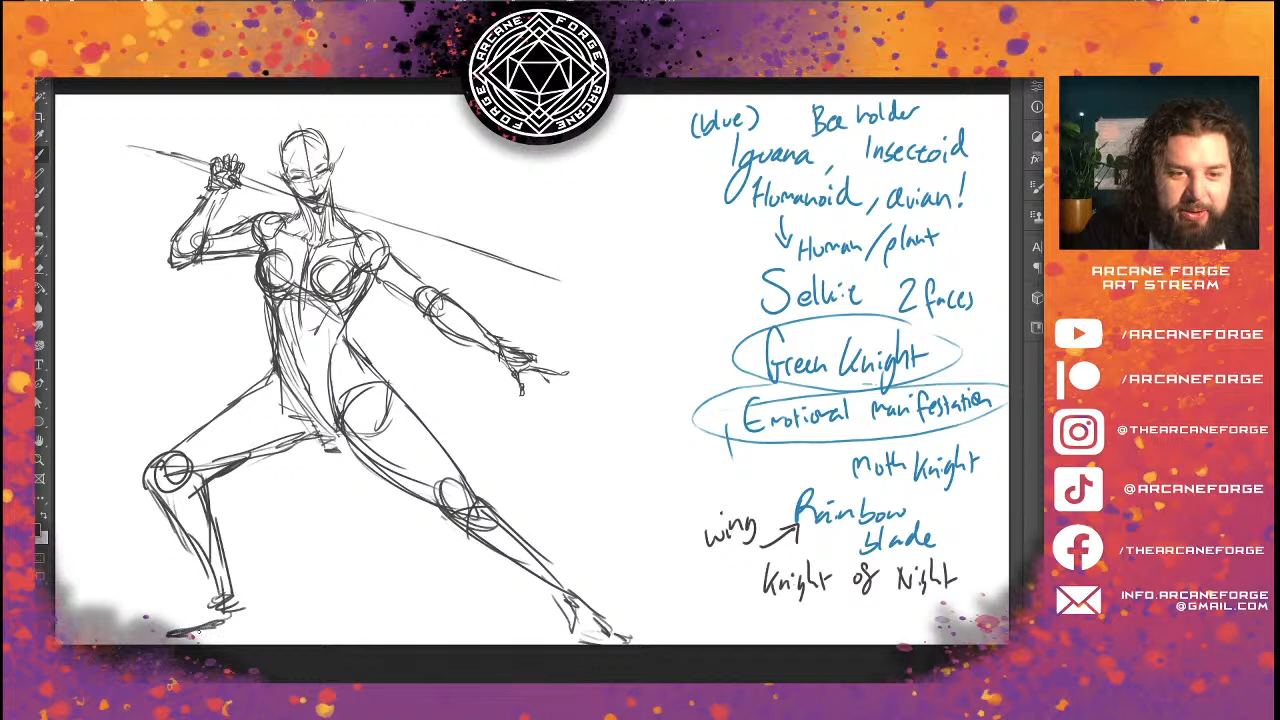 ARCANE FORGE ARCANE FORGE
(blue) Bee holder
Iguana, Insectoid
Humanoid, avian!
Human/plant
Selkie 2 faces
Green Knight
Emotional manifestation
Moth Knight
wing Rainbow
blade
Knight of Night
ARCANE FORGE
ART STREAM
/ARCANEFORGE
/ARCANEFORGE
@THEARCANEFORGE
@ARCANEFORGE
/THEARCANEFORGE
INFO.ARCANEFORGE
@GMAIL.COM